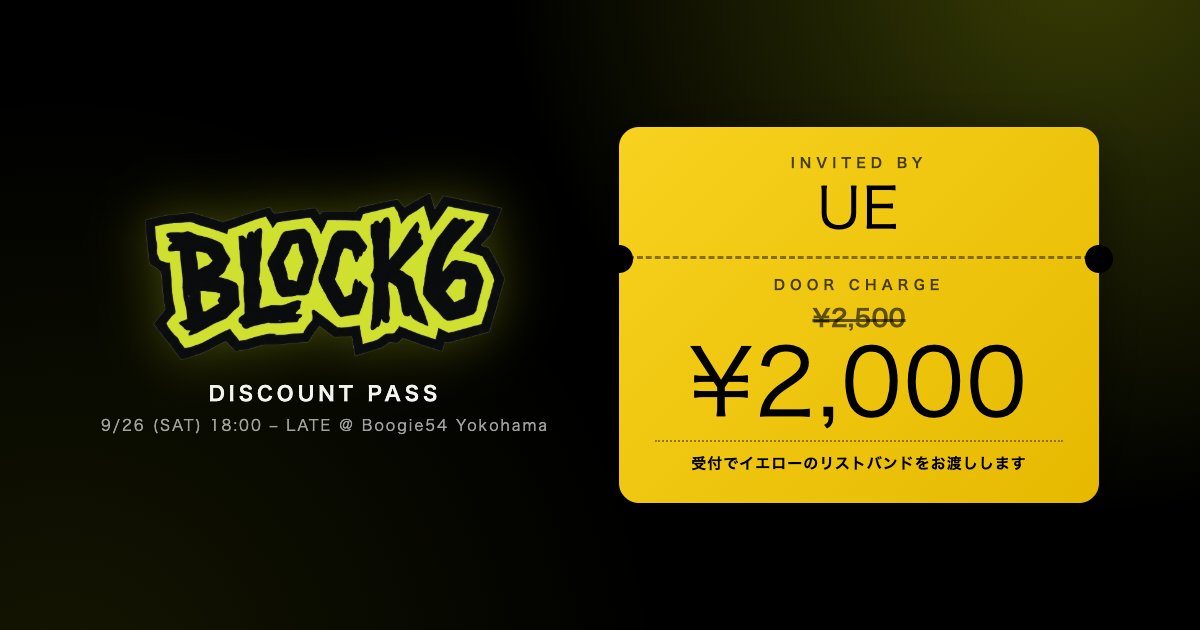 BLOCK6
DISCOUNT PASS
9/26 (SAT) 18:00 – LATE @ Boogie54 Yokohama
INVITED BY
UE
DOOR CHARGE
¥2,500
¥2,000
受付でイエローのリストバンドをお渡しします